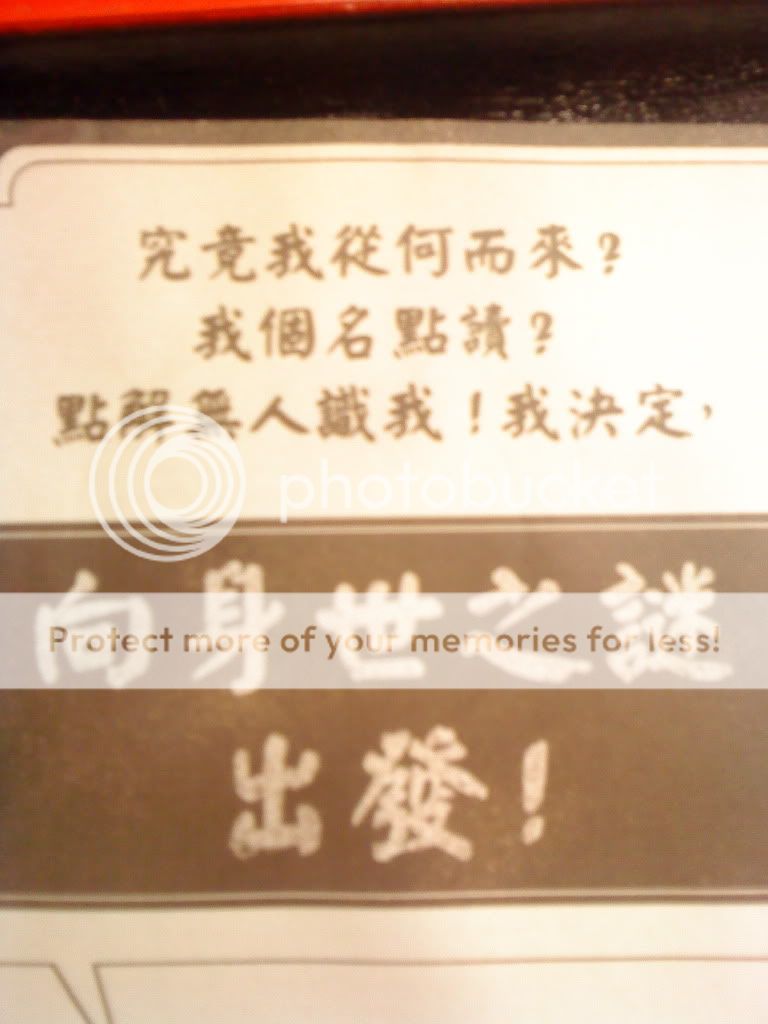 究竟我從何而來？
我個名點讀？
點解無人識我！我決定，
photobucket
向身世之謎
Protect more of your memories for less!
出發！